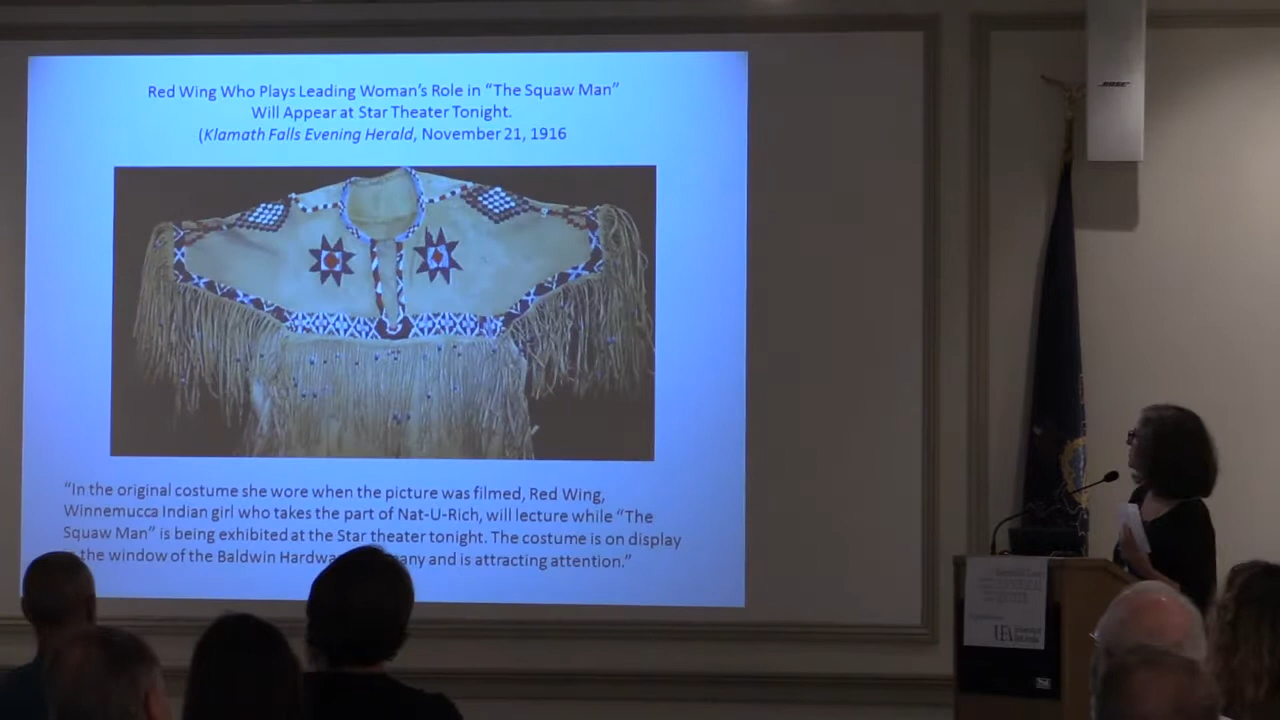 Red Wing Who Plays Leading Woman's Role in “The Squaw Man”
Will Appear at Star Theater Tonight.
(Klamath Falls Evening Herald, November 21, 1916
“In the original costume she wore when the picture was filmed, Red Wing,
Winnemucca Indian girl who takes the part of Nat-U-Rich, will lecture while “The
Squaw Man” is being exhibited at the Star theater tonight. The costume is on display
the window of the Baldwin and is attracting attention.”
BOSE
UEA